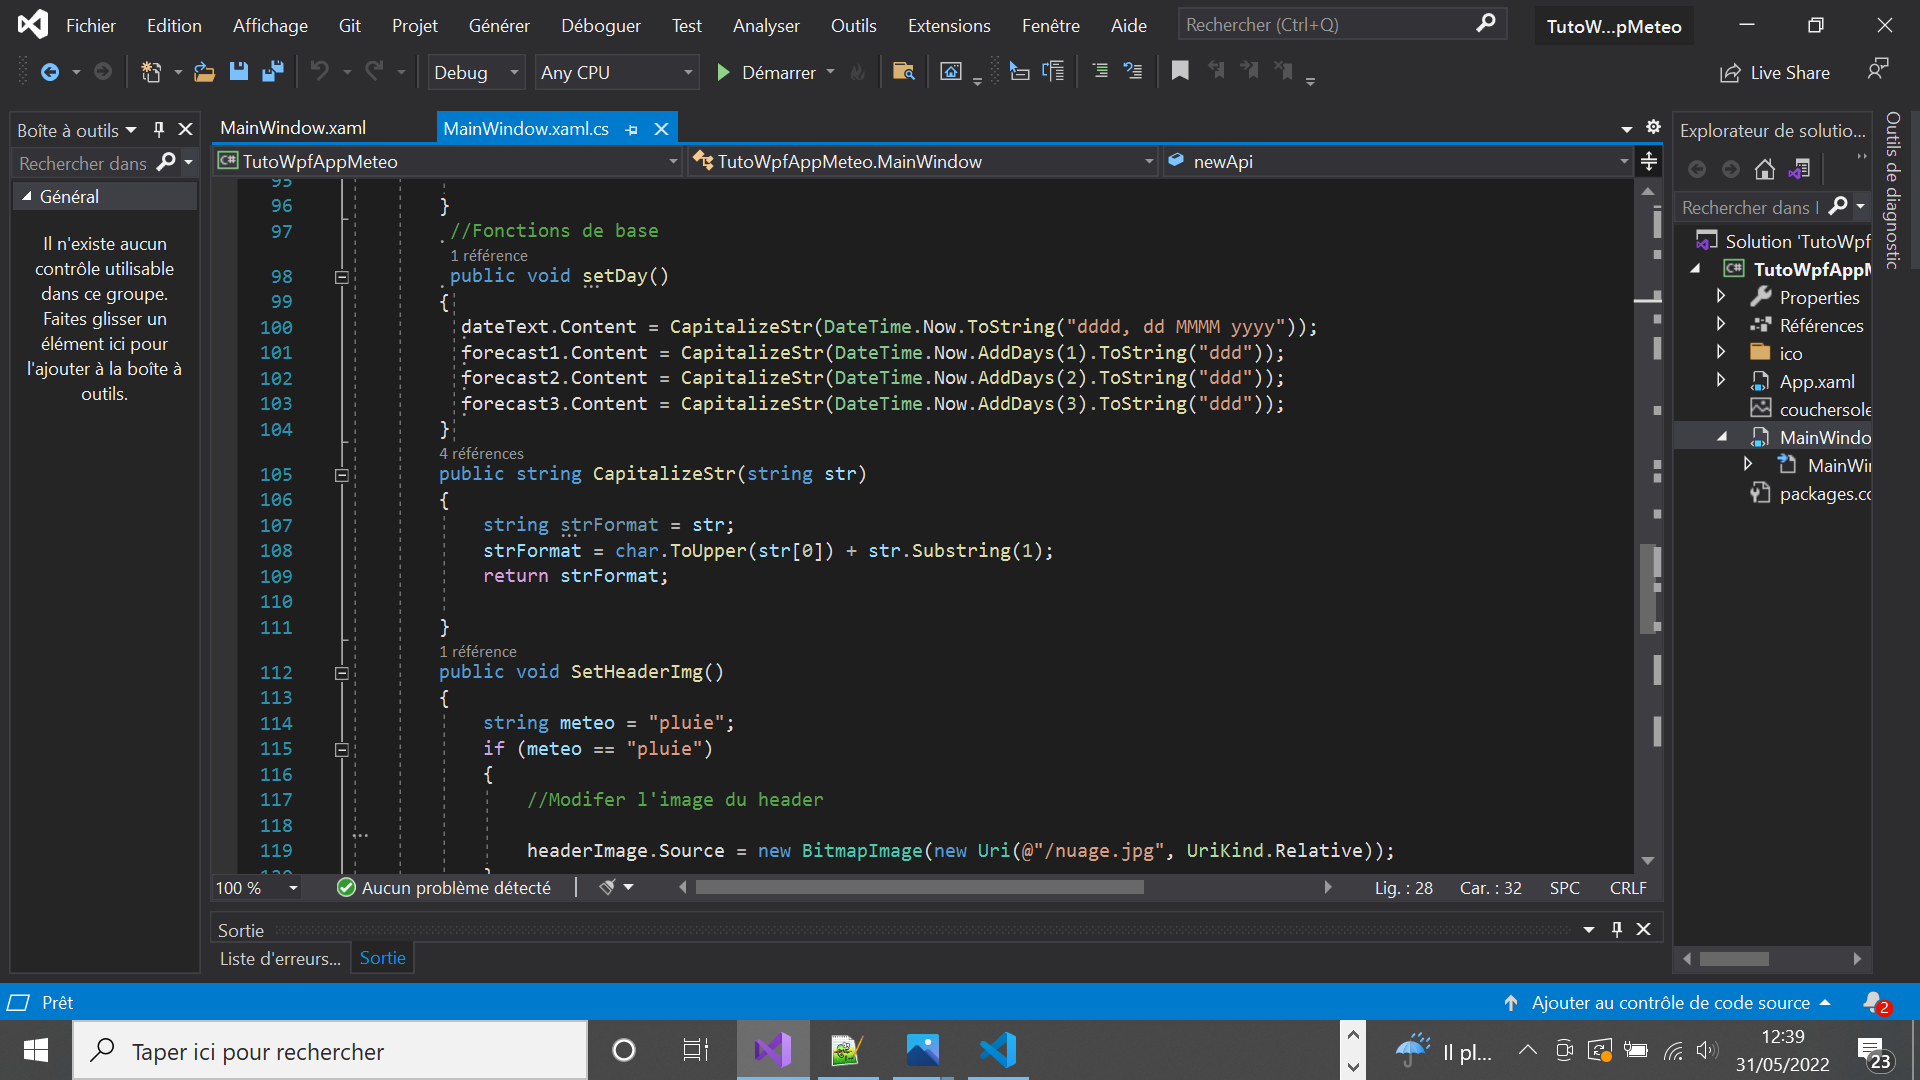 Fichier Edition Affichage Git Projet Générer Déboguer Test Analyser Outils Extensions Fenêtre Aide Rechercher (Ctrl+Q) TutoW...pMeteo
Debug Any CPU Démarrer Live Share
Boîte à outils
Rechercher dans
Général
Il n'existe aucun
contrôle utilisable
dans ce groupe.
Faites glisser un
élément ici pour
l'ajouter à la boîte à
outils.
MainWindow.xaml MainWindow.xaml.cs
TutoWpfAppMeteo TutoWpfAppMeteo.MainWindow newApi
95
96 }
97 //Fonctions de base
1 référence
98 public void setDay()
99 {
100 dateText.Content = CapitalizeStr(DateTime.Now.ToString("dddd, dd MMMM yyyy"));
101 forecast1.Content = CapitalizeStr(DateTime.Now.AddDays(1).ToString("ddd"));
102 forecast2.Content = CapitalizeStr(DateTime.Now.AddDays(2).ToString("ddd"));
103 forecast3.Content = CapitalizeStr(DateTime.Now.AddDays(3).ToString("ddd"));
104 }
4 références
105 public string CapitalizeStr(string str)
106 {
107 string strFormat = str;
108 strFormat = char.ToUpper(str[0]) + str.Substring(1);
109 return strFormat;
110
111 }
1 référence
112 public void SetHeaderImg()
113 {
114 string meteo = "pluie";
115 if (meteo == "pluie")
116 {
117 //Modifer l'image du header
118
119 headerImage.Source = new BitmapImage(new Uri(@"/nuage.jpg", UriKind.Relative));
100 % Aucun problème détecté Lig. : 28 Car. : 32 SPC CRLF
Sortie
Liste d'erreurs... Sortie
Explorateur de solutio...
Rechercher dans l
Solution 'TutoWpf
TutoWpfAppM
Properties
Références
ico
App.xaml
couchersole
MainWindo
MainWin
packages.co
Outils de diagnostic
Prêt Ajouter au contrôle de code source 2
Taper ici pour rechercher Il pl... 12:39
31/05/2022 23